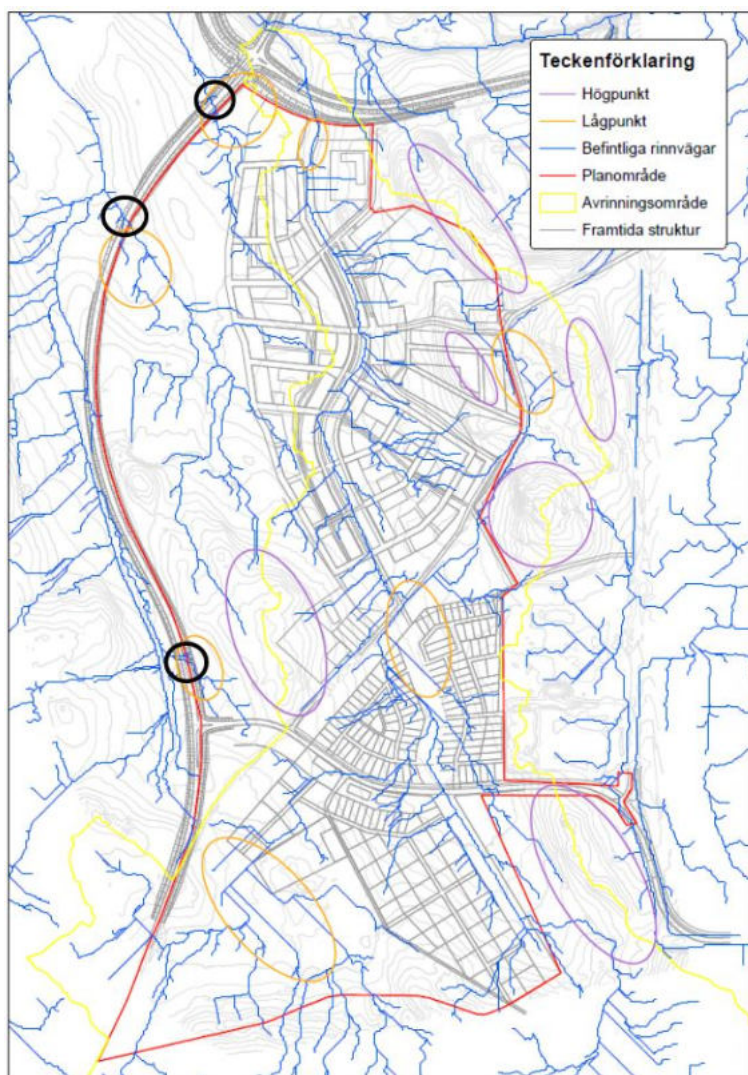 Teckenförklaring
Högpunkt
Lågpunkt
Befintliga rinnvägar
Planområde
Avrinningsområde
Framtida struktur